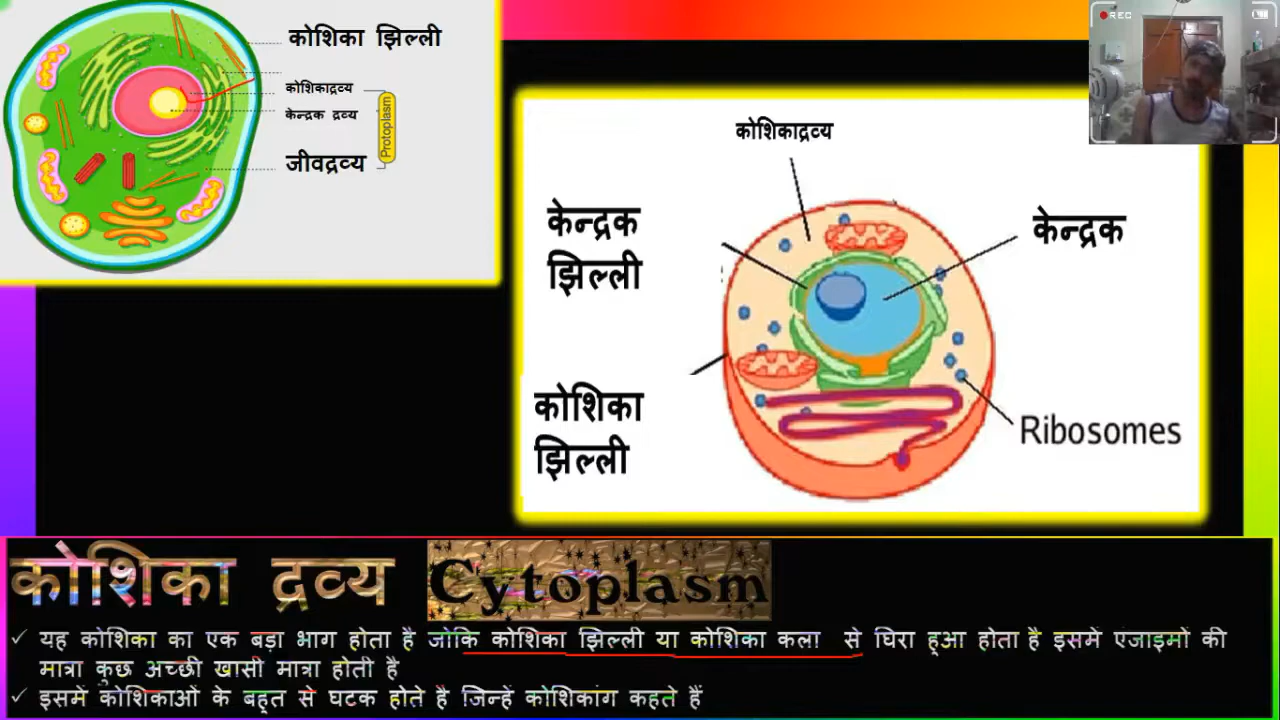 कोशिका झिल्ली
कोशिकाद्रव्य
केन्द्रक द्रव्य
Protoplasm
जीवद्रव्य
REC
कोशिकाद्रव्य
केन्द्रक
झिल्ली
केन्द्रक
कोशिका
झिल्ली
Ribosomes
कोशिका द्रव्य Cytoplasm
✓ यह कोशिका का एक बड़ा भाग होता है जोकि कोशिका झिल्ली या कोशिका कला से घिरा हुआ होता है इसमें एंजाइमों की
मात्रा कुछ अच्छी खासी मात्रा होती है
✓ इसमें कोशिकाओं के बहुत से घटक होते है जिन्हें कोशिकांग कहते हैं